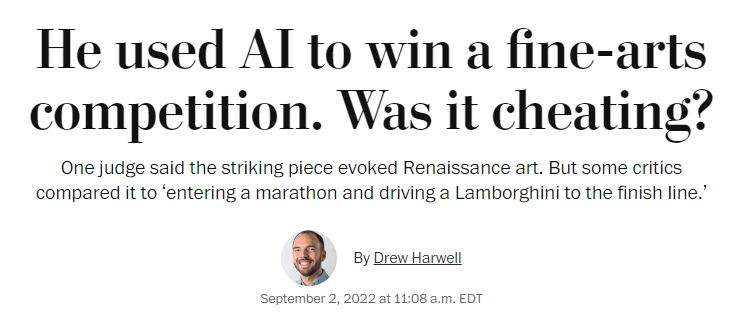 He used AI to win a fine-arts
competition. Was it cheating?
One judge said the striking piece evoked Renaissance art. But some critics
compared it to ‘entering a marathon and driving a Lamborghini to the finish line.’
By Drew Harwell
September 2, 2022 at 11:08 a.m. EDT